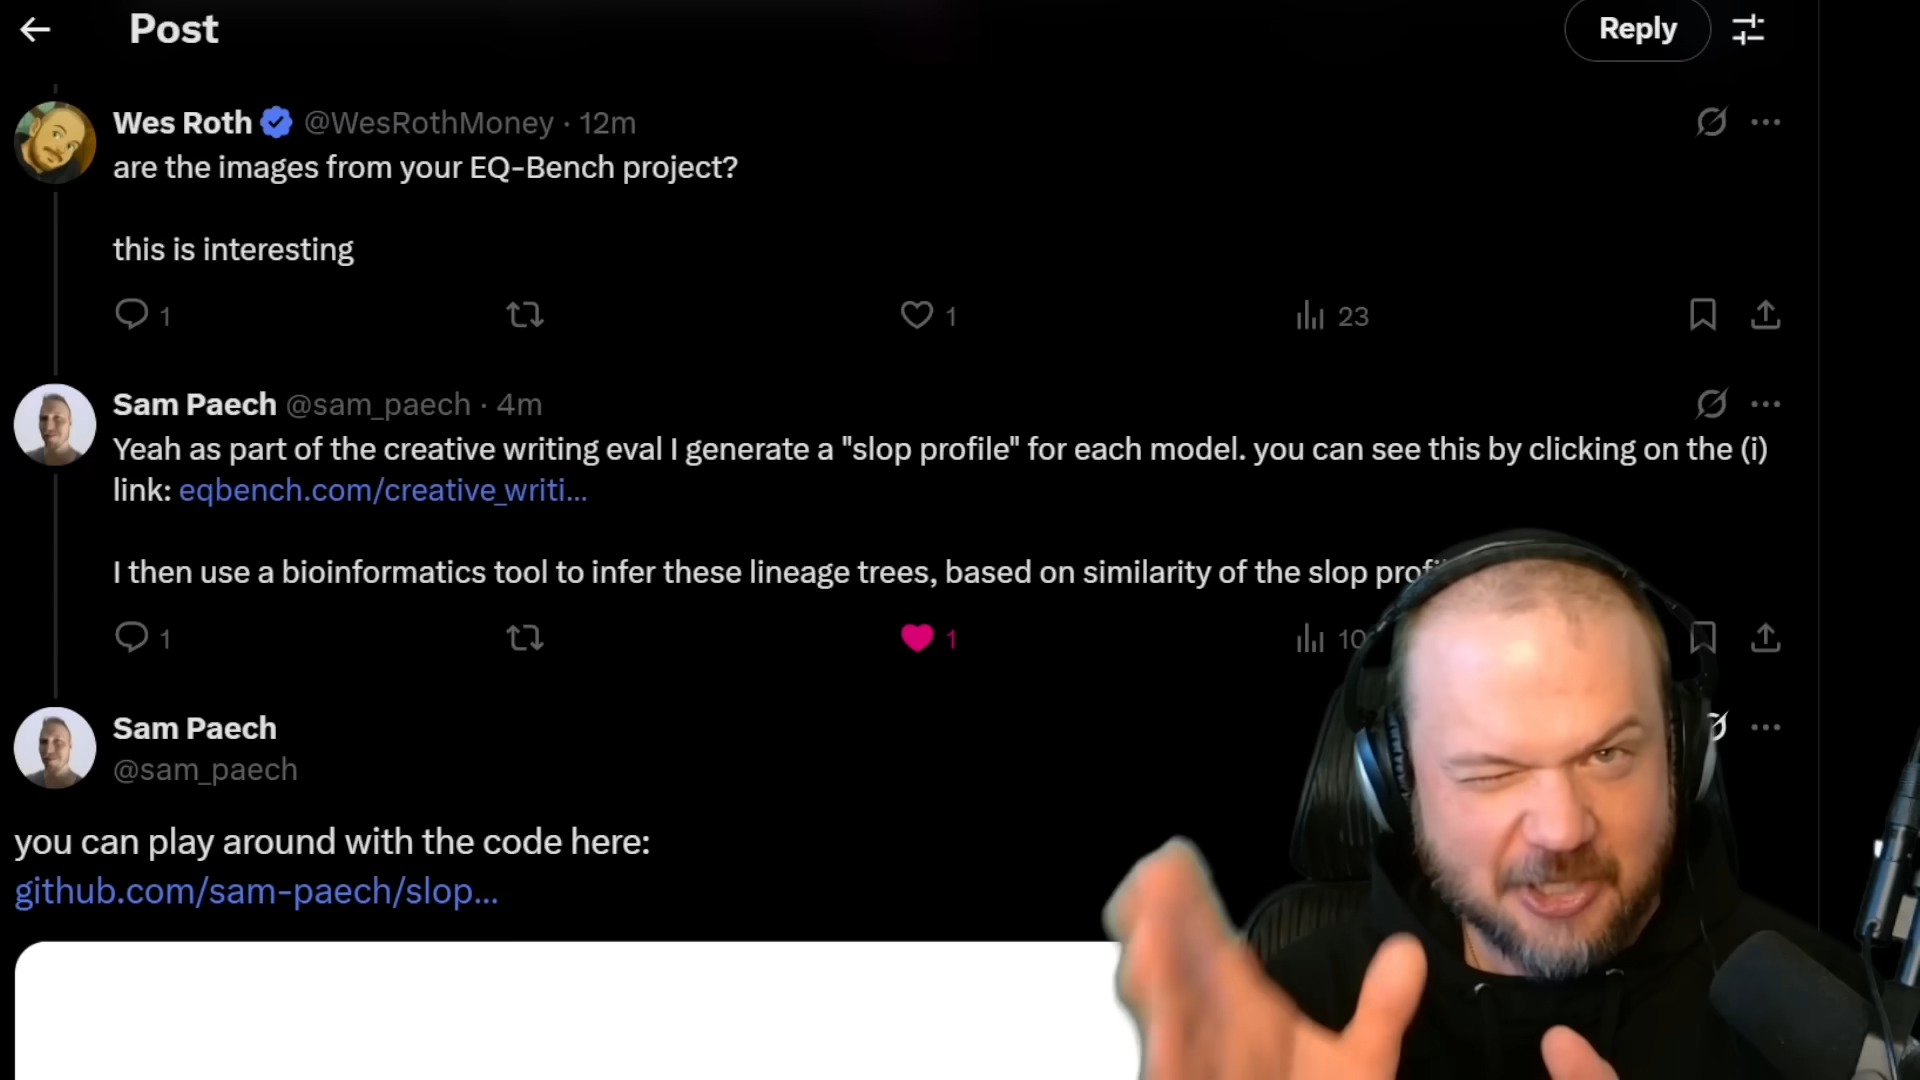 Post
Reply
Wes Roth @WesRothMoney · 12m
are the images from your EQ-Bench project?
this is interesting
1
1
23
Sam Paech @sam_paech · 4m
Yeah as part of the creative writing eval I generate a "slop profile" for each model. you can see this by clicking on the (i)
link: eqbench.com/creative_writi...
I then use a bioinformatics tool to infer these lineage trees, based on similarity of the slop
1
1
Sam Paech
@sam_paech
you can play around with the code here:
github.com/sam-paech/slop...